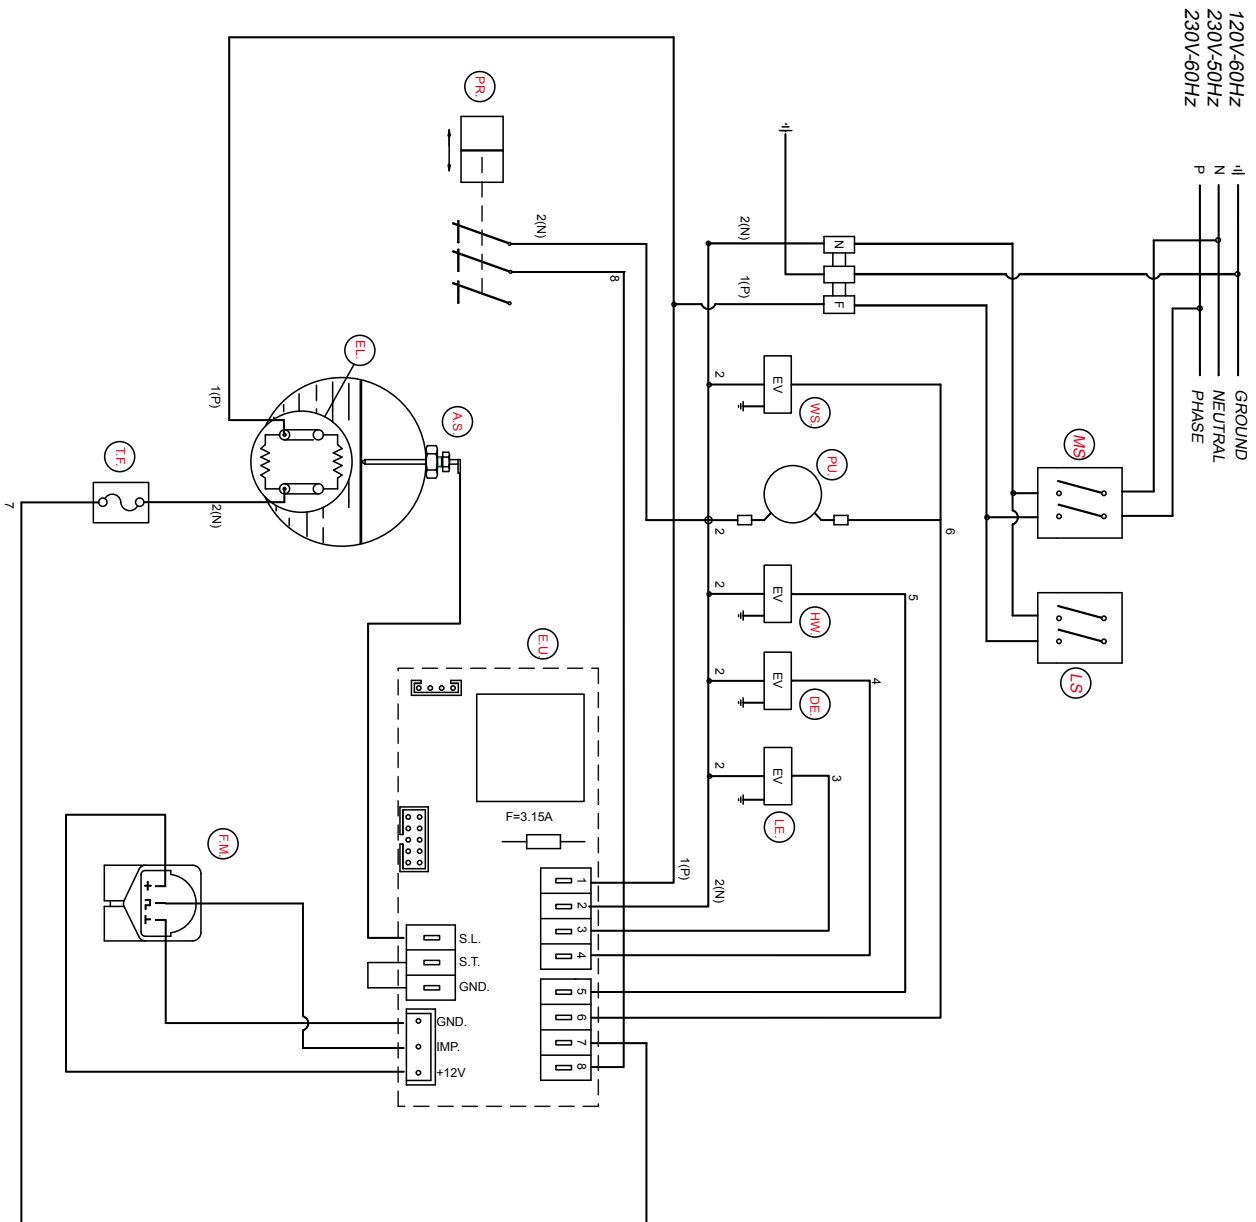 120V-60Hz
230V-50Hz
230V-60Hz
P
N
PHASE
NEUTRAL
GROUND
PR.
2(N)
8
2(N)
1(P)
N
F
MS
LS
EL.
A.S.
1(P)
2(N)
T.F.
7
2
EV
WS.
PU.
2
6
2
EV
HW.
5
2
EV
DE.
4
2
EV
LE.
3
E.U.
F=3.15A
1(P)
2(N)
1
2
3
4
5
6
7
8
S.L.
S.T.
GND.
GND.
IMP.
+12V
F.M.
+